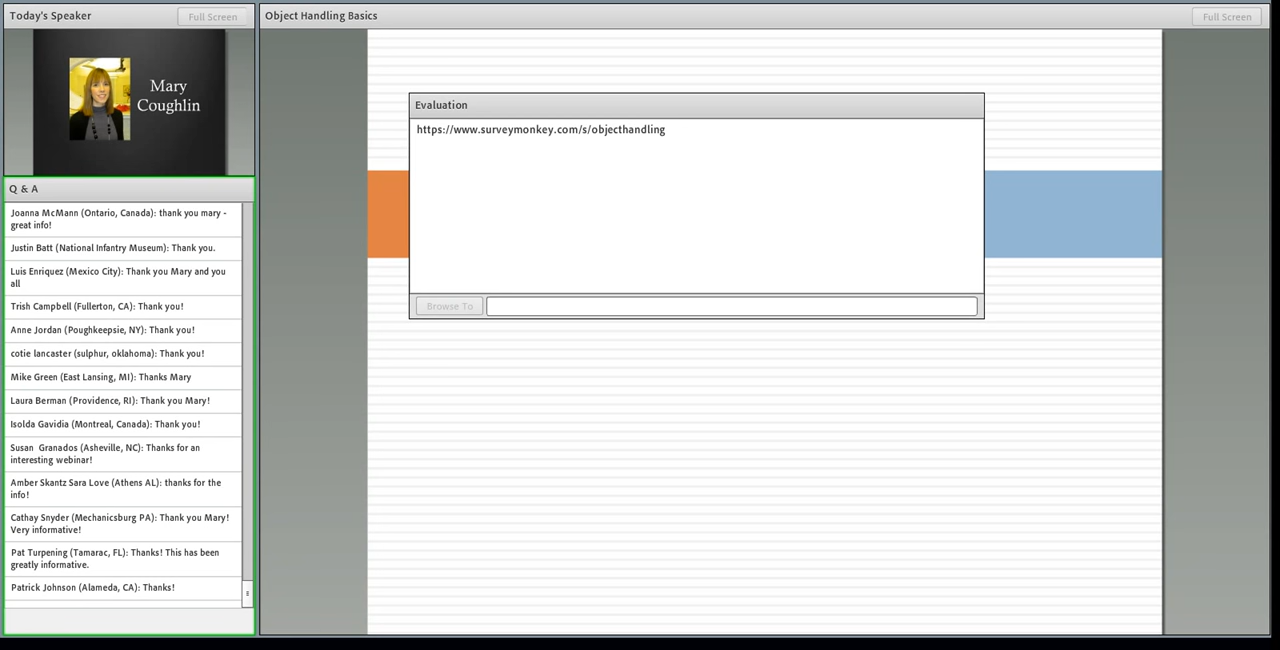 Today's Speaker
Full Screen
Mary
Coughlin
Q & A
Joanna McMann (Ontario, Canada): thank you mary -
great info!
Justin Batt (National Infantry Museum): Thank you.
Luis Enriquez (Mexico City): Thank you Mary and you
all
Trish Campbell (Fullerton, CA): Thank you!
Anne Jordan (Poughkeepsie, NY): Thank you!
cotie lancaster (sulphur, oklahoma): Thank you!
Mike Green (East Lansing, MI): Thanks Mary
Laura Berman (Providence, RI): Thank you Mary!
Isolda Gavidia (Montreal, Canada): Thank you!
Susan  Granados (Asheville, NC): Thanks for an
interesting webinar!
Amber Skantz Sara Love (Athens AL): thanks for the
info!
Cathay Snyder (Mechanicsburg PA): Thank you Mary!
Very informative!
Pat Turpening (Tamarac, FL): Thanks! This has been
greatly informative.
Patrick Johnson (Alameda, CA): Thanks!
Object Handling Basics
Full Screen
Evaluation
https://www.surveymonkey.com/s/objecthandling
Browse To